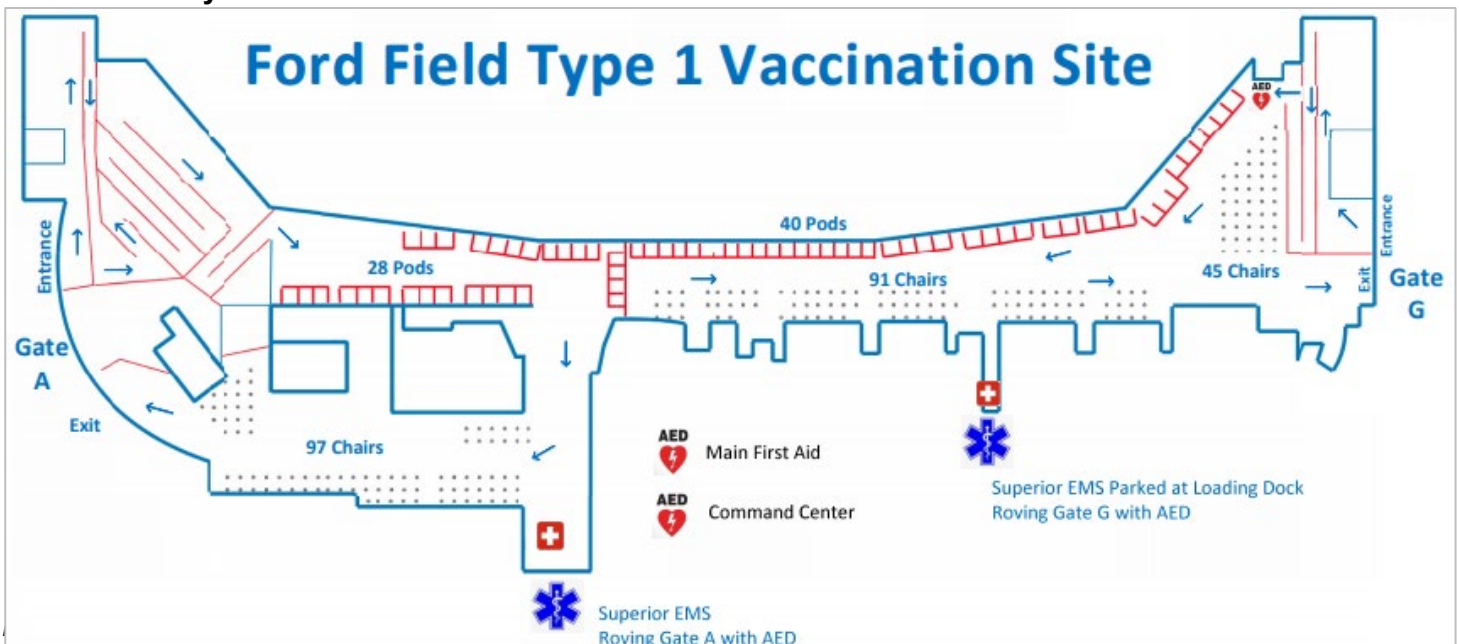 Ford Field Type 1 Vaccination Site
AED
Entrance
40 Pods
28 Pods
91 Chairs
45 Chairs
Entrance
Exit
Gate
G
Gate
A
Exit
97 Chairs
AED
Main First Aid
AED
Command Center
Superior EMS Parked at Loading Dock
Roving Gate G with AED
Superior EMS
Roving Gate A with AED